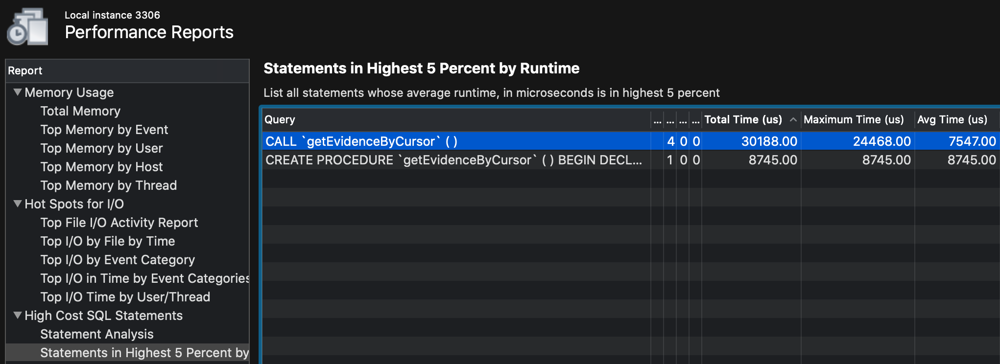 Local instance 3306
Performance Reports
Report
Memory Usage
Total Memory
Top Memory by Event
Top Memory by User
Top Memory by Host
Top Memory by Thread
Hot Spots for I/O
Top File I/O Activity Report
Top I/O by File by Time
Top I/O by Event Category
Top I/O in Time by Event Categories
Top I/O Time by User/Thread
High Cost SQL Statements
Statement Analysis
Statements in Highest 5 Percent by
Statements in Highest 5 Percent by Runtime
List all statements whose average runtime, in microseconds is in highest 5 percent
Query ... ... ... ... Total Time (us) Maximum Time (us) Avg Time (us)
CALL `getEvidenceByCursor` ( ) 4 0 0 30188.00 24468.00 7547.00
CREATE PROCEDURE `getEvidenceByCursor` ( ) BEGIN DECL... 1 0 0 8745.00 8745.00 8745.00